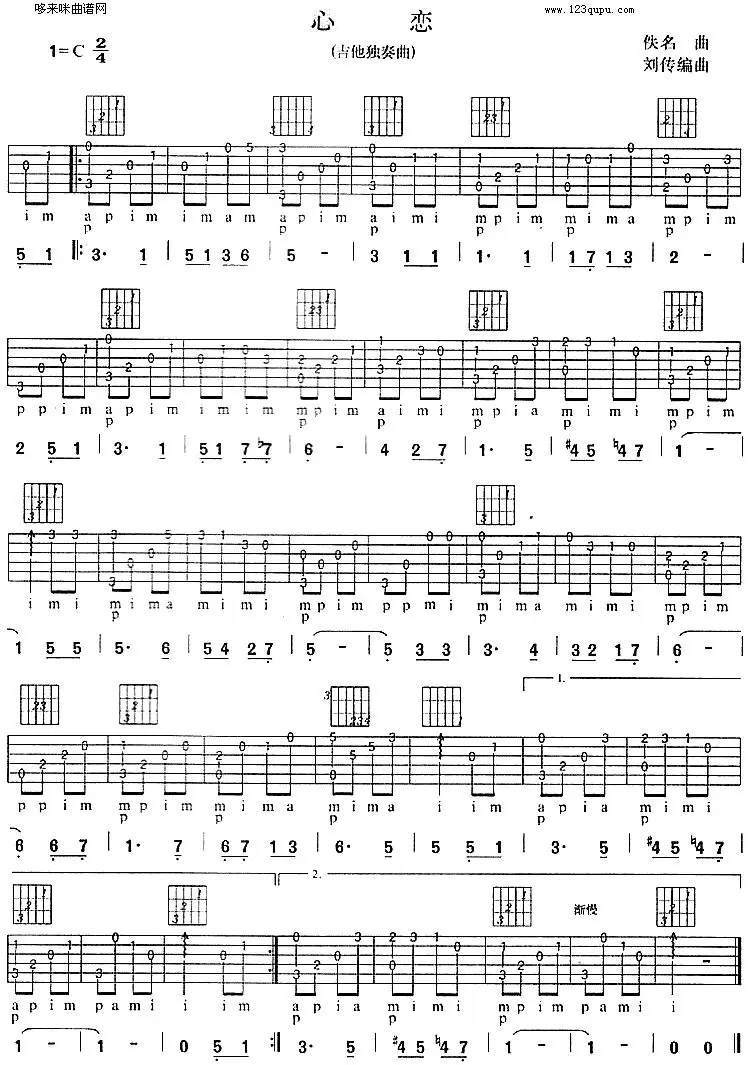 哆来咪曲谱网
www.123qupu.com
心 恋
(吉他独奏曲)
1=C 2/4
佚名 曲
刘传编曲
i m a p i m i m a m a p i m a i m i m p i m m i m a m p i m
p p p p p
5 1 3· 1 5 1 3 6 5 - 3 1 1 1· 1 1 7 1 3 2 -
p p i m a p i m i m i m m p i m a i m i m p i a m i m i m p i m
p p p p
2 5 1 3· 1 5 1 7 ♭7 6 - 4 2 7 1· 5 ♯4 5 ♮4 7 1 -
i m i m i m a m i m i m p i m p p m i m i m a m i m i m p i m
p p p p
1 5 5 5· 6 5 4 2 7 5 - 5 3 3 3· 4 3 2 1 7 6 -
1.
p p i m m p i m m i m a m i m a i i m a p i a m i m i
p p p p p
6 6 7 1· 7 6 7 1 3 6· 5 5 5 1 3· 5 ♯4 5 ♮4 7
2.
渐慢
a p i m p a m i i i m a p i a m i m i m p i m p a m i i
p p p p
1 - 1 - 0 5 1 3· 5 ♯4 5 ♮4 7 1 - 1 - 0